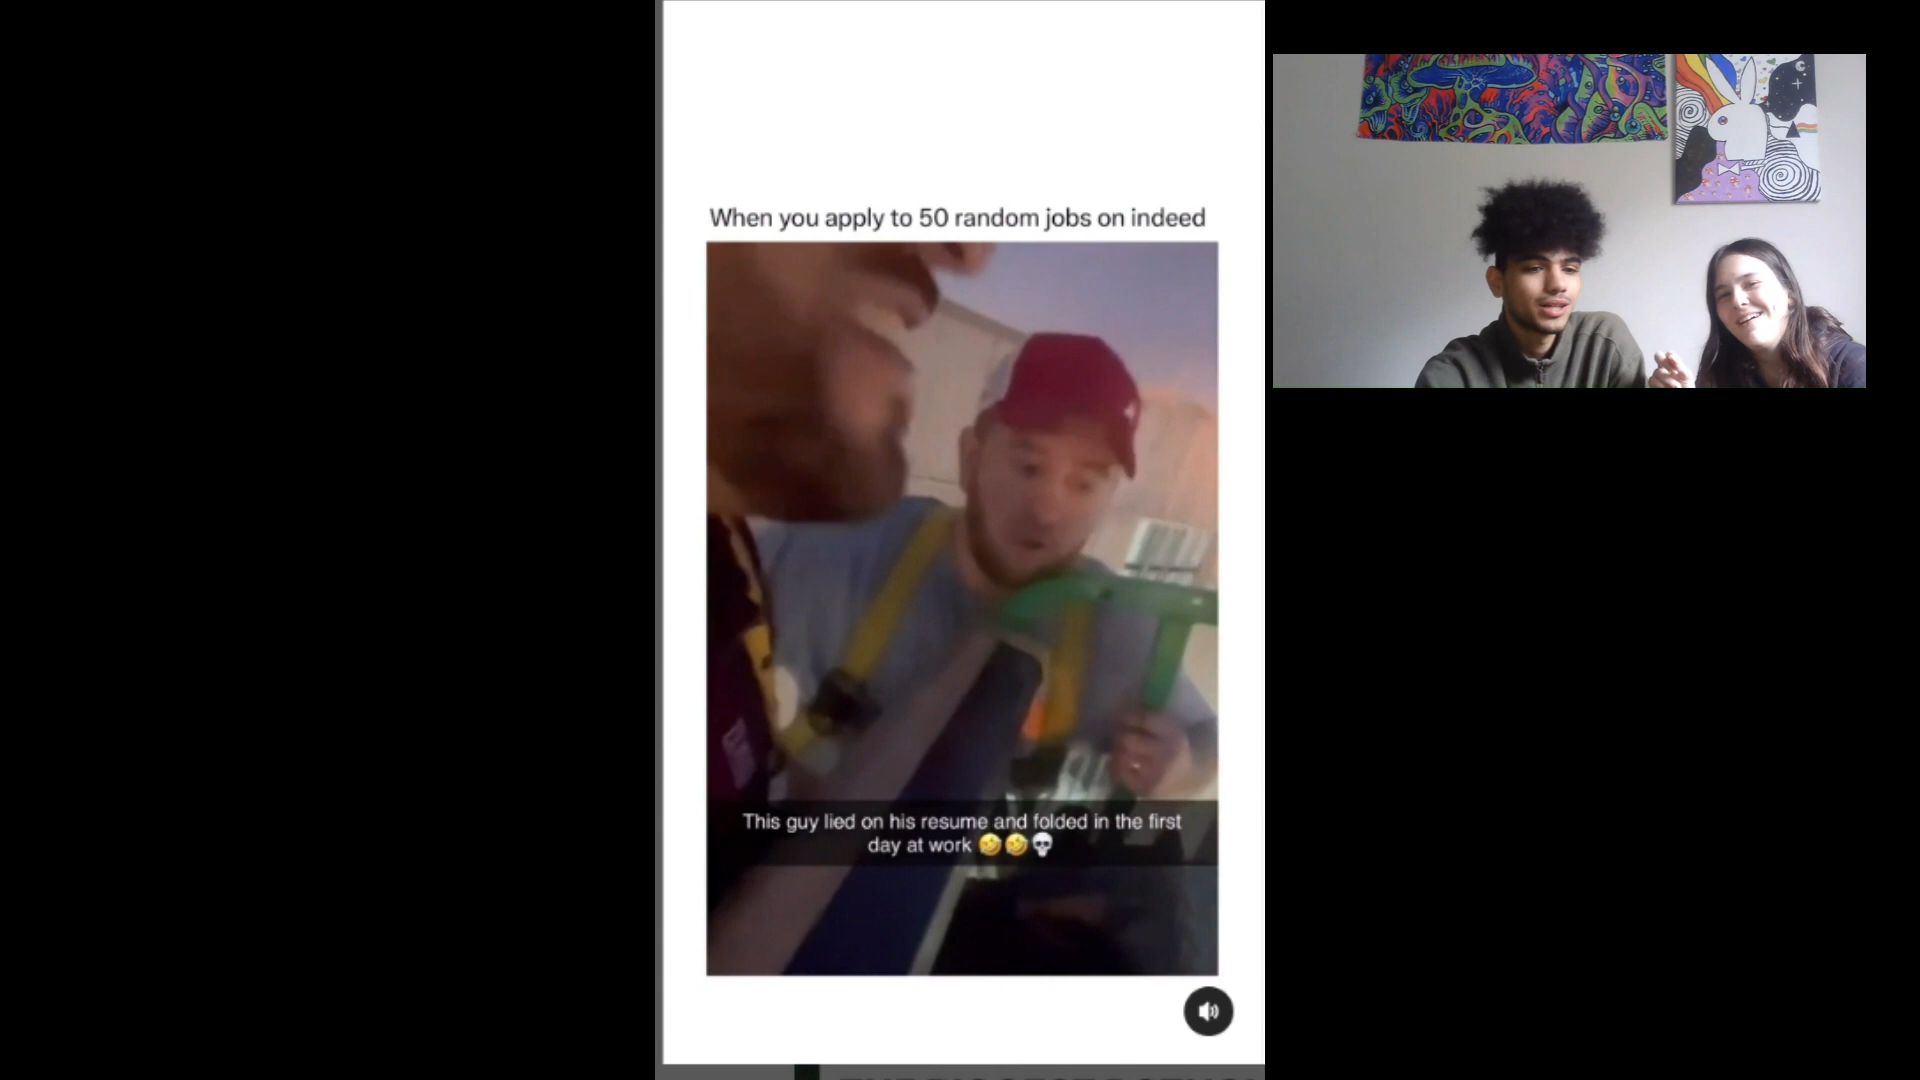 When you apply to 50 random jobs on indeed
This guy lied on his resume and folded in the first
day at work 🤣🤣💀